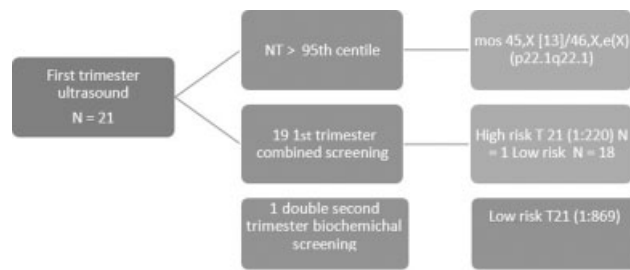 First trimester
ultrasound
N = 21
NT > 95th centile
mos 45,X [13]/46,X,e(X)
(p22.1q22.1)
19 1st trimester
combined screening
High risk T 21 (1:220) N
= 1 Low risk N = 18
1 double second
trimester biochemichal
screening
Low risk T21 (1:869)